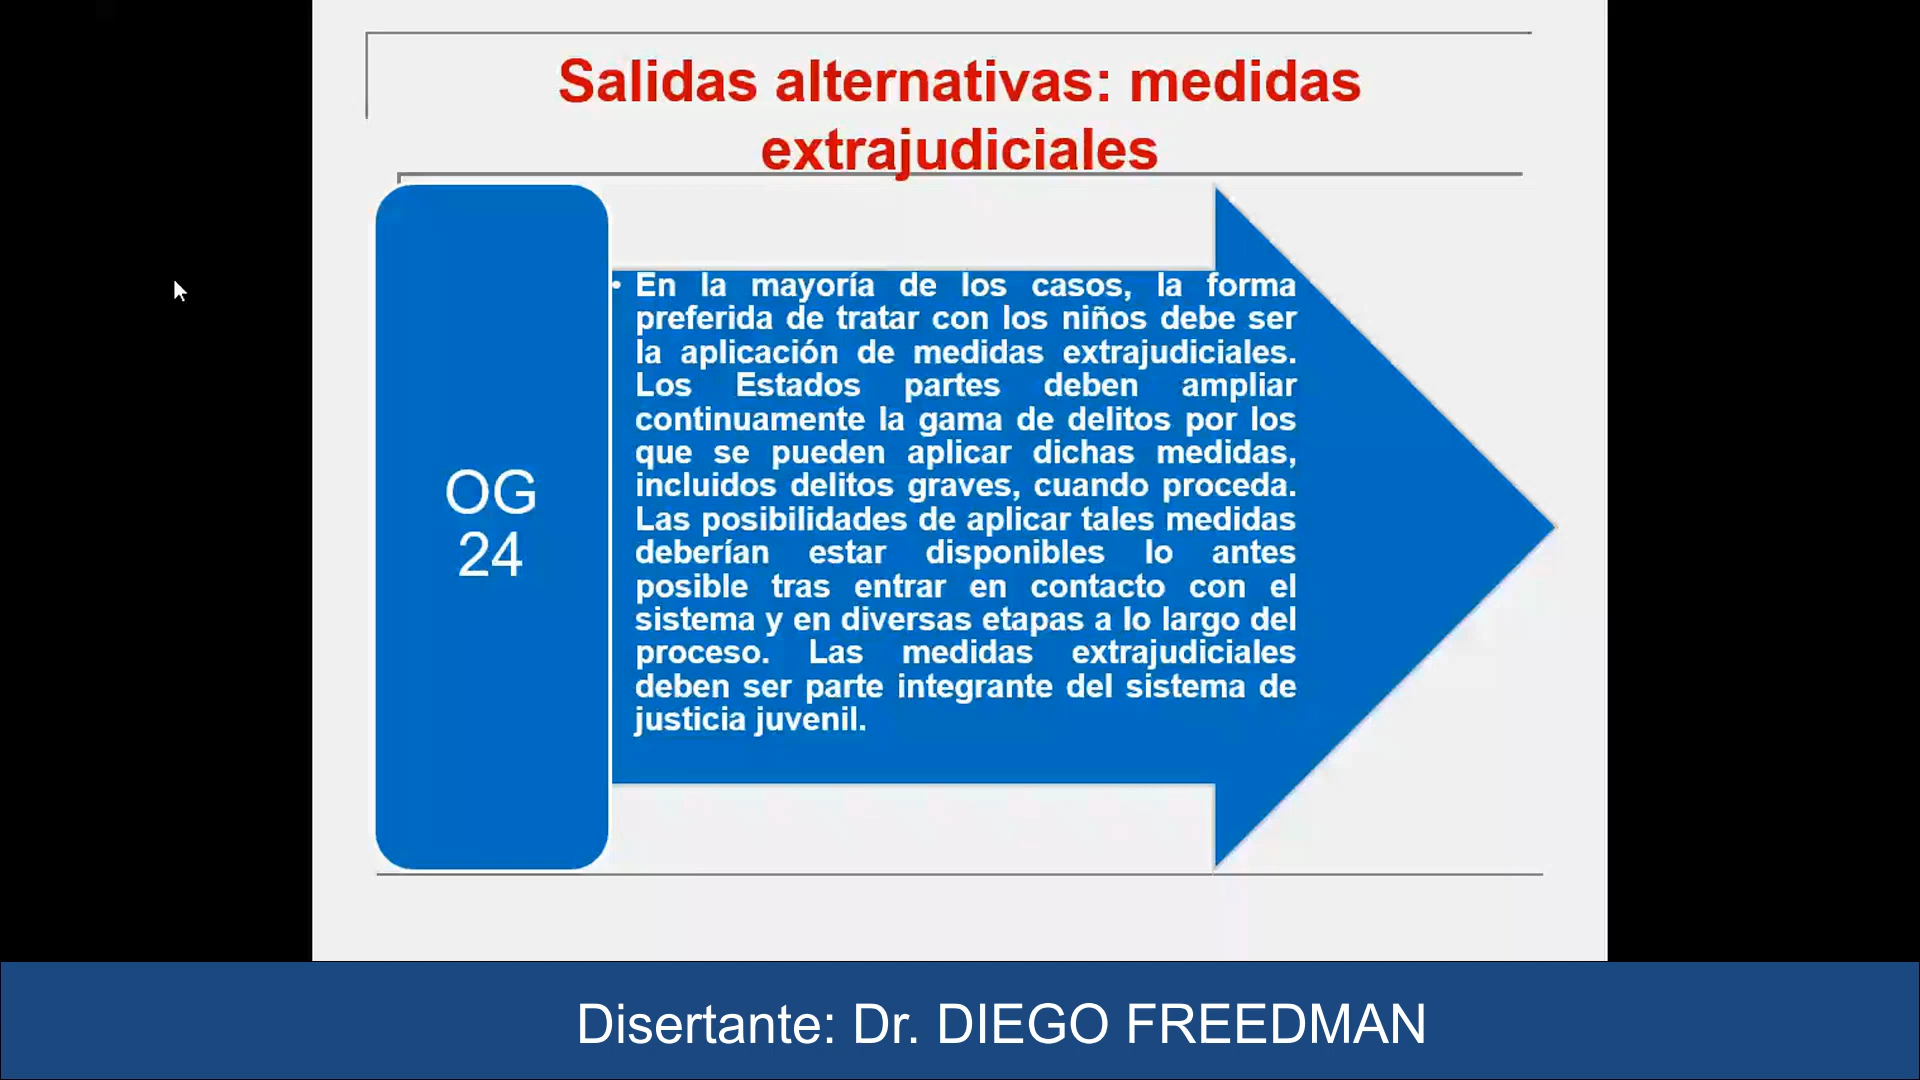 Salidas alternativas: medidas
extrajudiciales
OG
24
• En la mayoría de los casos, la forma
preferida de tratar con los niños debe ser
la aplicación de medidas extrajudiciales.
Los Estados partes deben ampliar
continuamente la gama de delitos por los
que se pueden aplicar dichas medidas,
incluidos delitos graves, cuando proceda.
Las posibilidades de aplicar tales medidas
deberían estar disponibles lo antes
posible tras entrar en contacto con el
sistema y en diversas etapas a lo largo del
proceso. Las medidas extrajudiciales
deben ser parte integrante del sistema de
justicia juvenil.
Disertante: Dr. DIEGO FREEDMAN